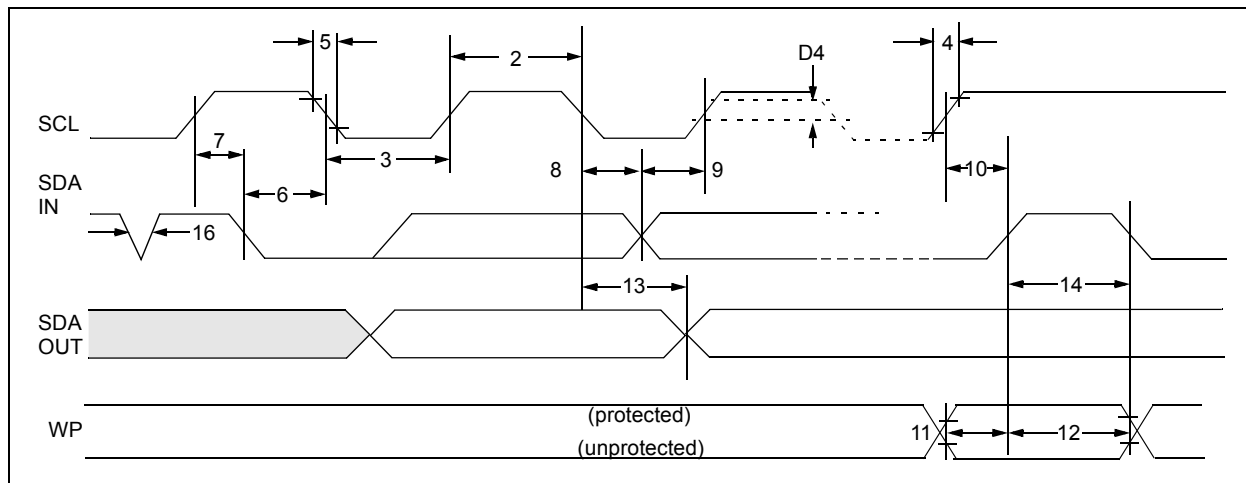 5
2
D4
4
SCL
7
3
8
9
10
SDA
IN
6
16
13
14
SDA
OUT
(protected)
WP
11
12
(unprotected)